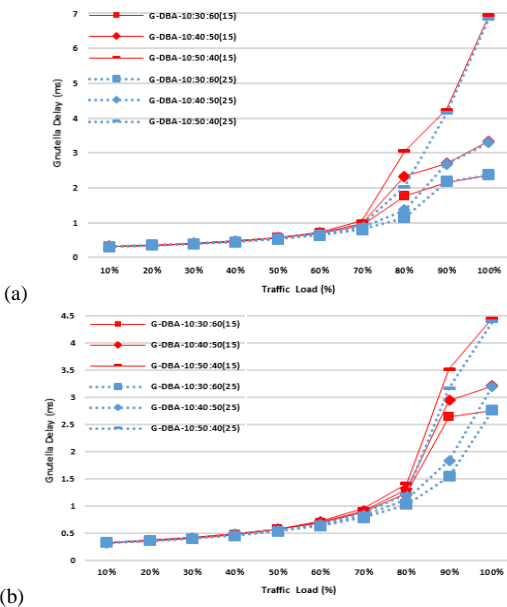 7
6
5
4
3
2
1
0
Gnutella Delay (ms)
G-DBA-10:30:60(15)
G-DBA-10:40:50(15)
G-DBA-10:50:40(15)
G-DBA-10:30:60(25)
G-DBA-10:40:50(25)
G-DBA-10:50:40(25)
10% 20% 30% 40% 50% 60% 70% 80% 90% 100%
Traffic Load (%)
(a)
4.5
4
3.5
3
2.5
2
1.5
1
0.5
0
Gnutella Delay (ms)
G-DBA-10:30:60(15)
G-DBA-10:40:50(15)
G-DBA-10:50:40(15)
G-DBA-10:30:60(25)
G-DBA-10:40:50(25)
G-DBA-10:50:40(25)
10% 20% 30% 40% 50% 60% 70% 80% 90% 100%
Traffic Load (%)
(b)